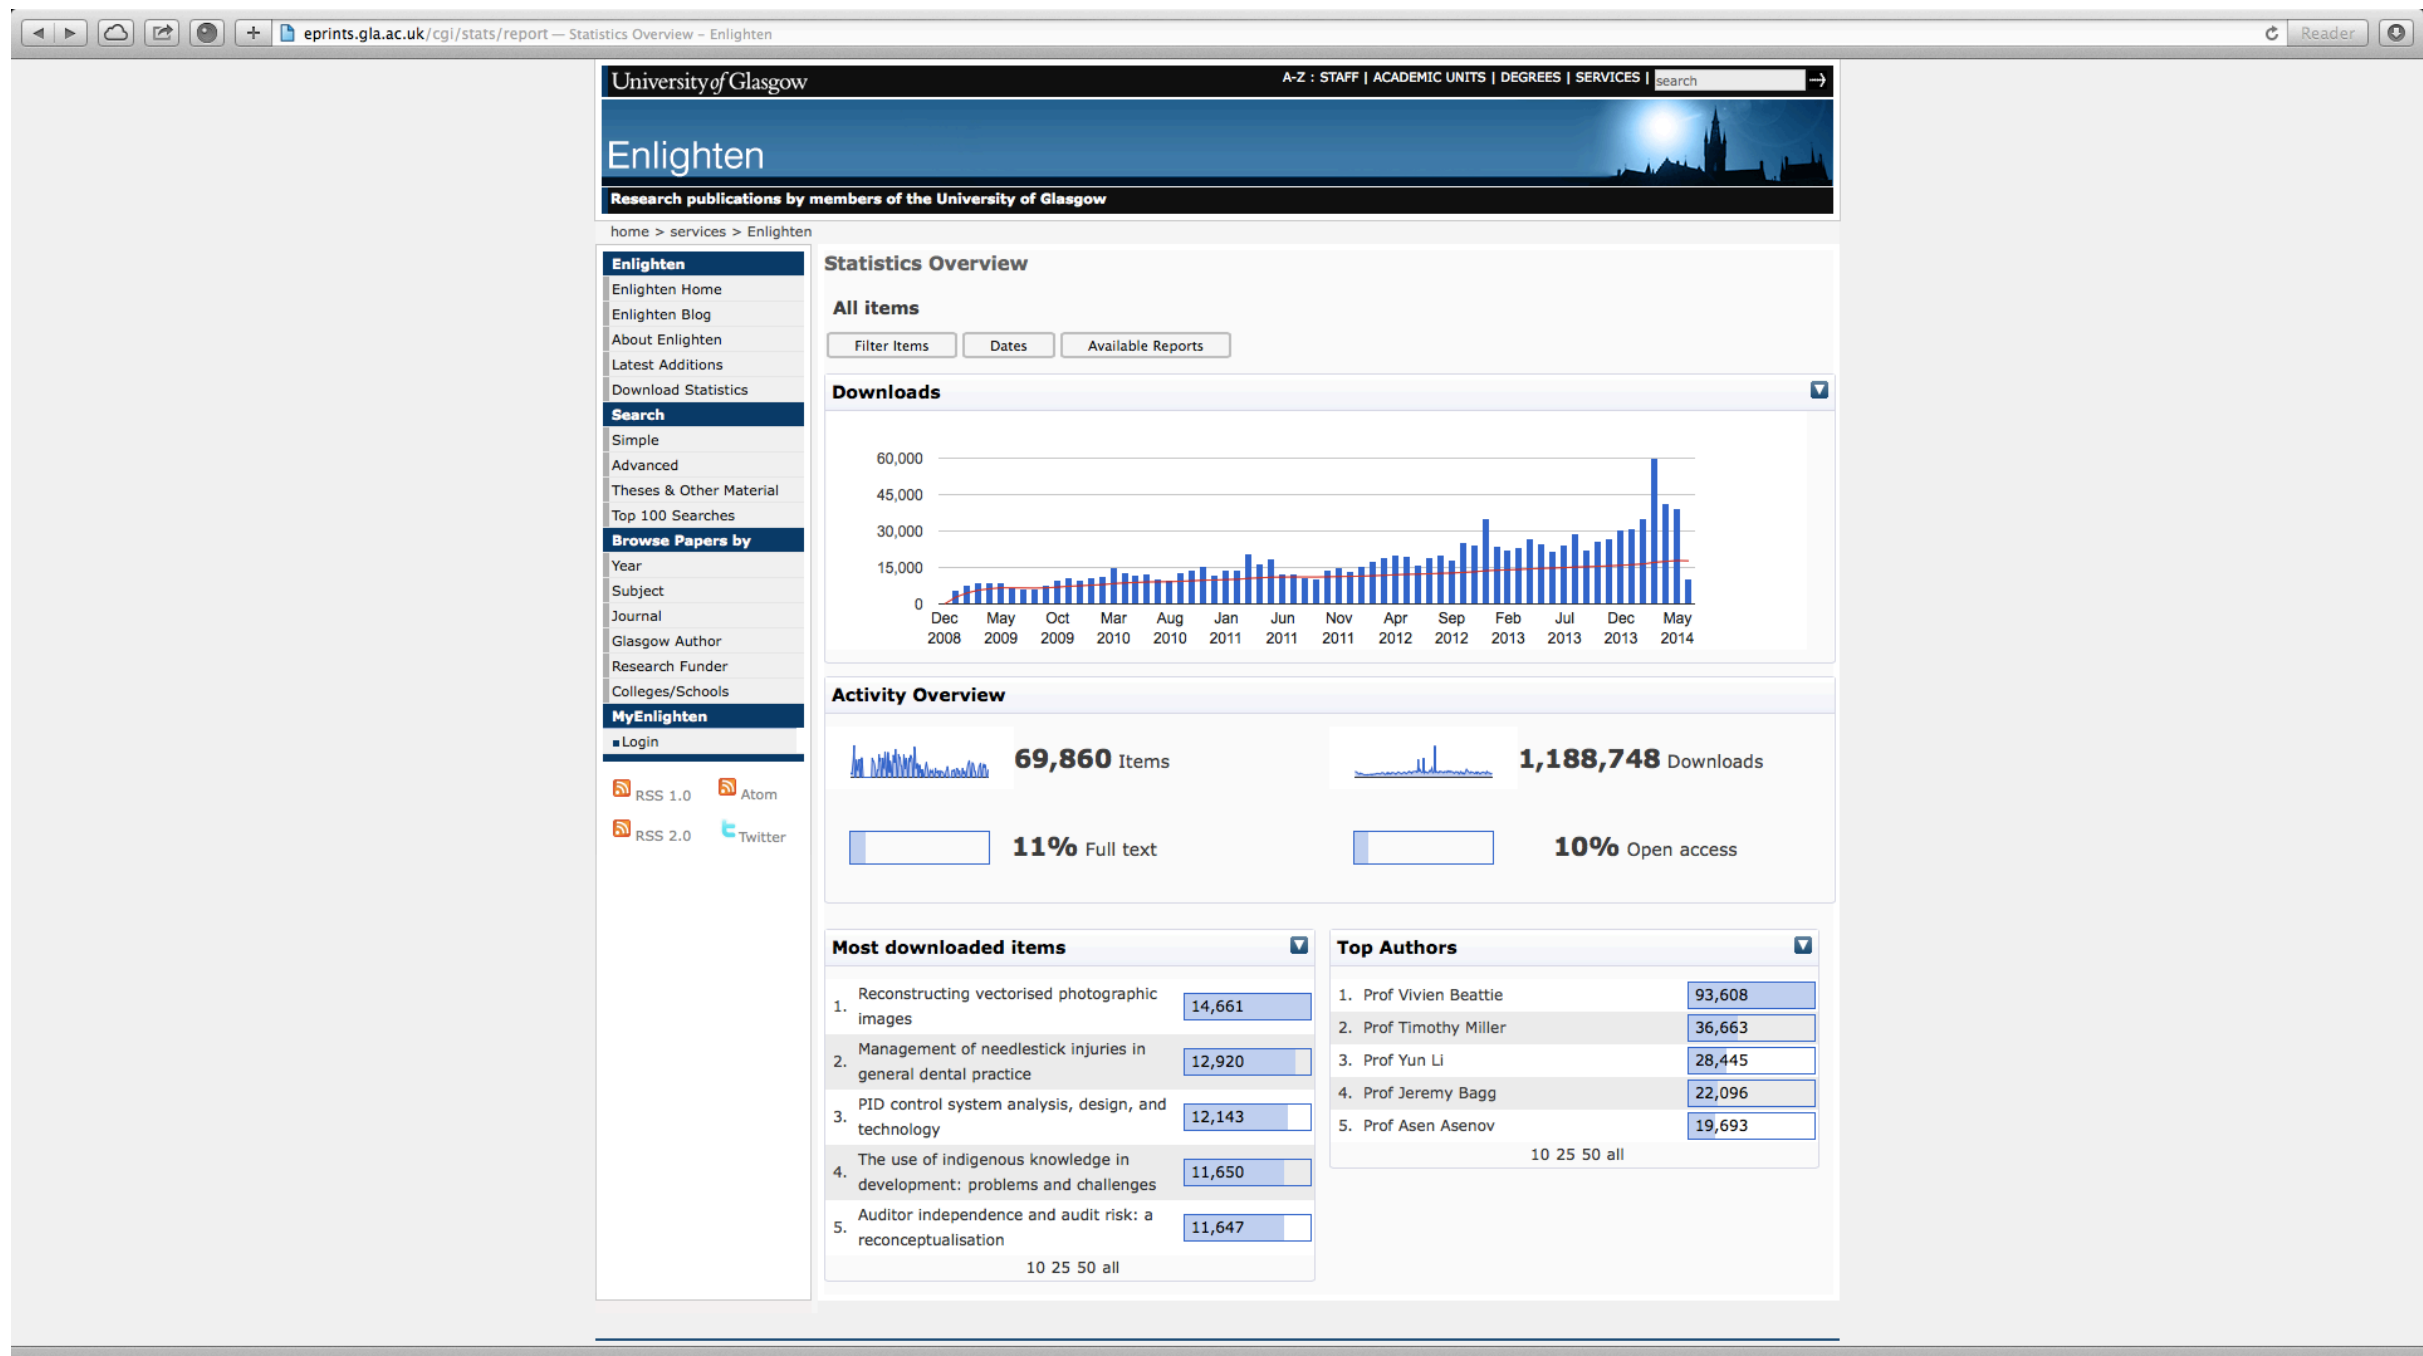 eprints.gla.ac.uk/cgi/stats/report — Statistics Overview – Enlighten
Reader
University of Glasgow
A-Z : STAFF | ACADEMIC UNITS | DEGREES | SERVICES |
search
Enlighten
Research publications by members of the University of Glasgow
home > services > Enlighten
Enlighten
Enlighten Home
Enlighten Blog
About Enlighten
Latest Additions
Download Statistics
Search
Simple
Advanced
Theses & Other Material
Top 100 Searches
Browse Papers by
Year
Subject
Journal
Glasgow Author
Research Funder
Colleges/Schools
MyEnlighten
Login
RSS 1.0
Atom
RSS 2.0
Twitter
Statistics Overview
All items
Filter Items
Dates
Available Reports
Downloads
60,000
45,000
30,000
15,000
0
Dec May Oct Mar Aug Jan Jun Nov Apr Sep Feb Jul Dec May
2008 2009 2009 2010 2010 2011 2011 2011 2012 2012 2013 2013 2013 2014
Activity Overview
69,860 Items
1,188,748 Downloads
11% Full text
10% Open access
Most downloaded items
1. Reconstructing vectorised photographic
images
14,661
2. Management of needlestick injuries in
general dental practice
12,920
3. PID control system analysis, design, and
technology
12,143
4. The use of indigenous knowledge in
development: problems and challenges
11,650
5. Auditor independence and audit risk: a
reconceptualisation
11,647
10 25 50 all
Top Authors
1. Prof Vivien Beattie 93,608
2. Prof Timothy Miller 36,663
3. Prof Yun Li 28,445
4. Prof Jeremy Bagg 22,096
5. Prof Asen Asenov 19,693
10 25 50 all